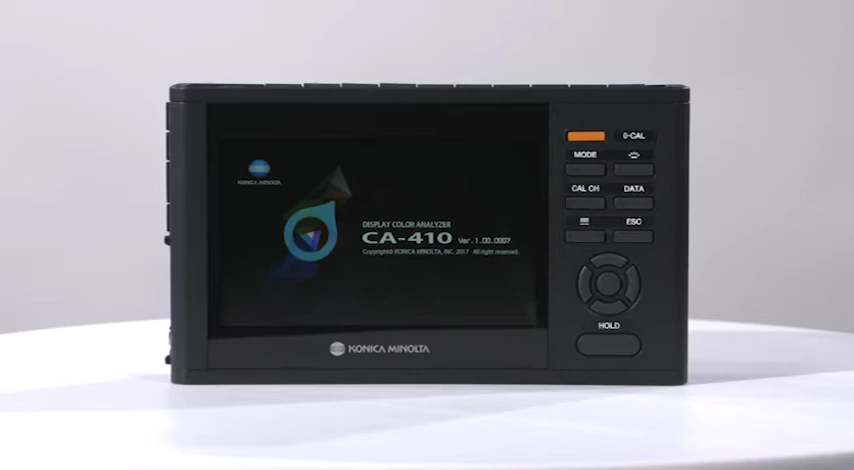 KONICA MINOLTA
DISPLAY COLOR ANALYZER
CA-410 Ver.1.00.0007
Copyright© KONICA MINOLTA, INC. 2017 All right reserved.
KONICA MINOLTA
0-CAL
MODE
CAL CH DATA
ESC
HOLD